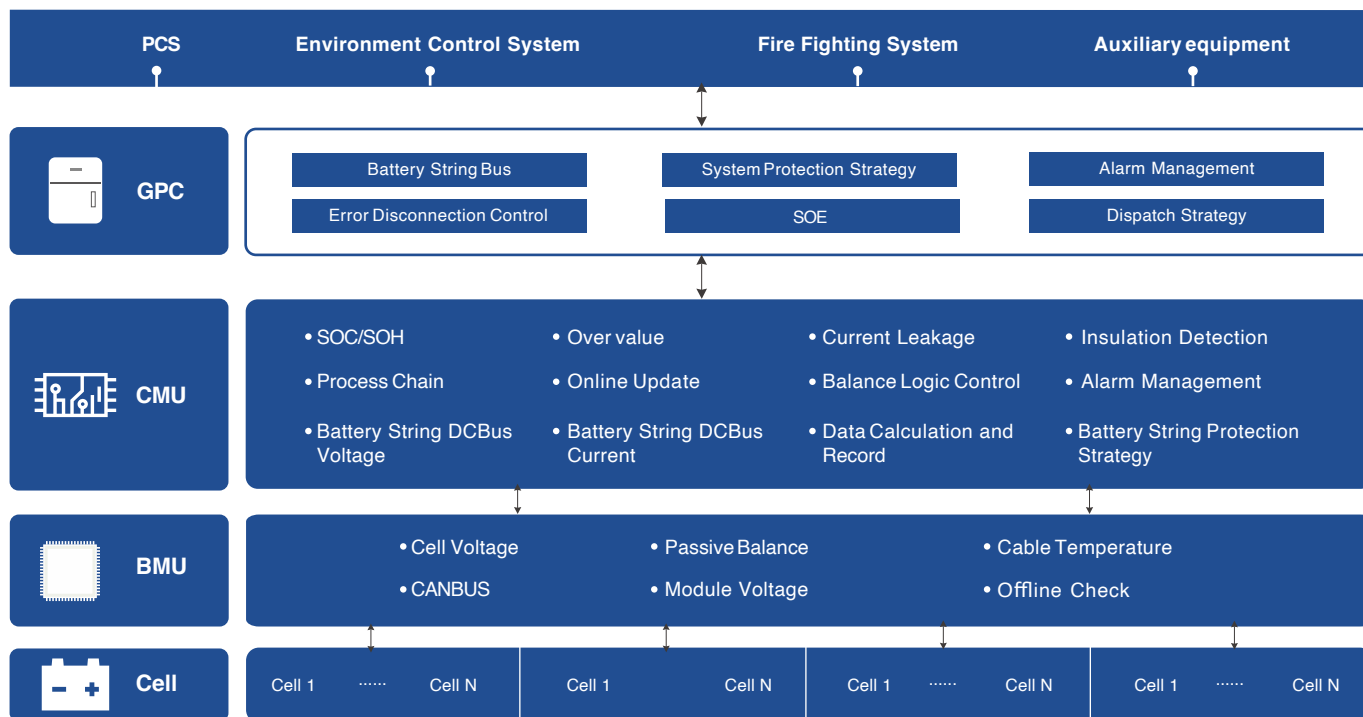 PCS Environment Control System Fire Fighting System Auxiliary equipment
GPC
Battery String Bus System Protection Strategy Alarm Management
Error Disconnection Control SOE Dispatch Strategy
CMU
• SOC/SOH • Over value • Current Leakage • Insulation Detection
• Process Chain • Online Update • Balance Logic Control • Alarm Management
• Battery String DCBus Voltage
• Battery String DCBus Current
• Data Calculation and Record
• Battery String Protection Strategy
BMU
• Cell Voltage • Passive Balance • Cable Temperature
• CANBUS • Module Voltage • Offline Check
Cell
Cell 1 ...... Cell N Cell 1 Cell N Cell 1 ...... Cell N Cell 1 ...... Cell N